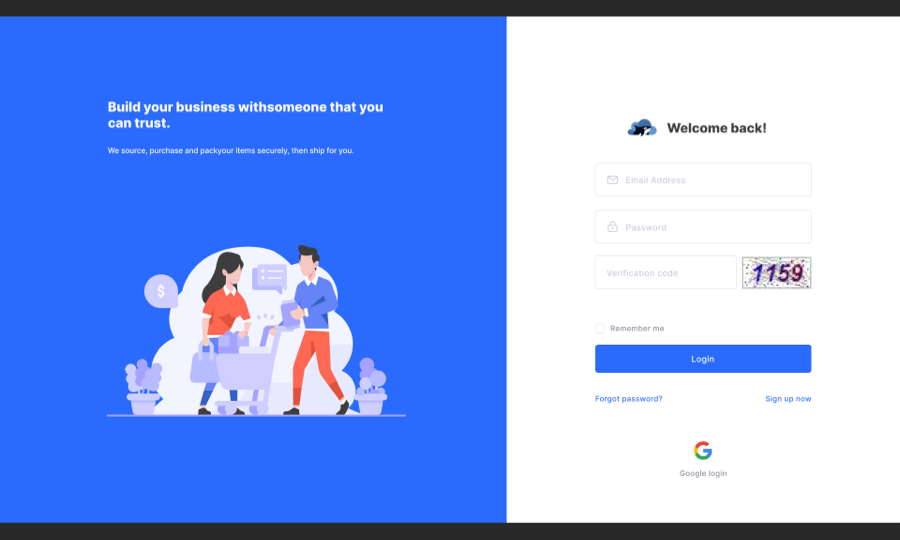 Build your business withsomeone that you
can trust.
We source, purchase and packyour items securely, then ship for you.
$
Welcome back!
Email Address
Password
Verification code
1159
Remember me
Login
Forgot password?
Sign up now
Google login